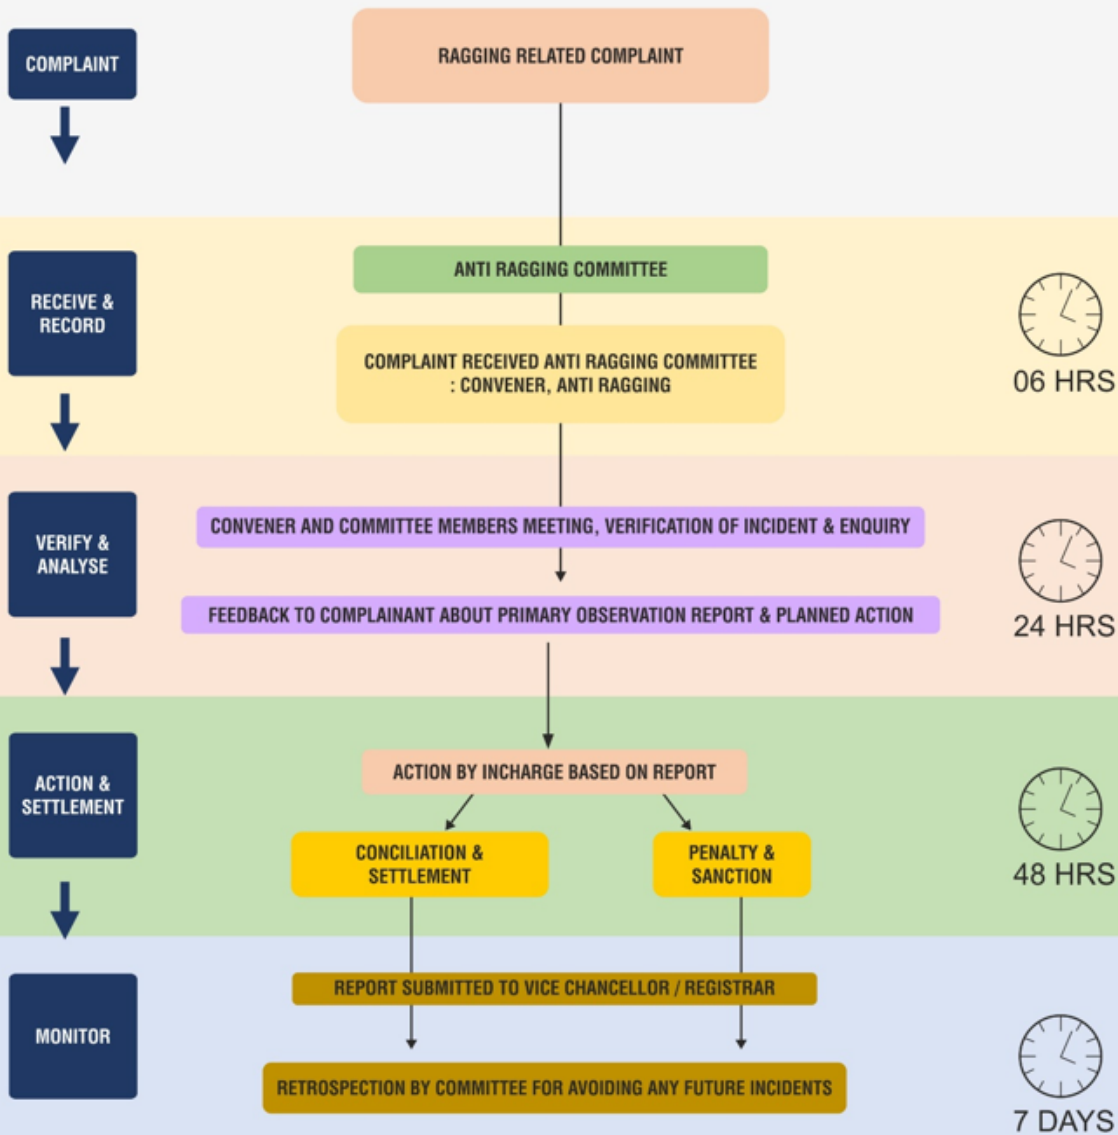 COMPLAINT
RAGGING RELATED COMPLAINT
RECEIVE &
RECORD
ANTI RAGGING COMMITTEE
COMPLAINT RECEIVED ANTI RAGGING COMMITTEE
: CONVENER, ANTI RAGGING
06 HRS
VERIFY &
ANALYSE
CONVENER AND COMMITTEE MEMBERS MEETING, VERIFICATION OF INCIDENT & ENQUIRY
FEEDBACK TO COMPLAINANT ABOUT PRIMARY OBSERVATION REPORT & PLANNED ACTION
24 HRS
ACTION &
SETTLEMENT
ACTION BY INCHARGE BASED ON REPORT
CONCILIATION &
SETTLEMENT
PENALTY &
SANCTION
48 HRS
MONITOR
REPORT SUBMITTED TO VICE CHANCELLOR / REGISTRAR
RETROSPECTION BY COMMITTEE FOR AVOIDING ANY FUTURE INCIDENTS
7 DAYS